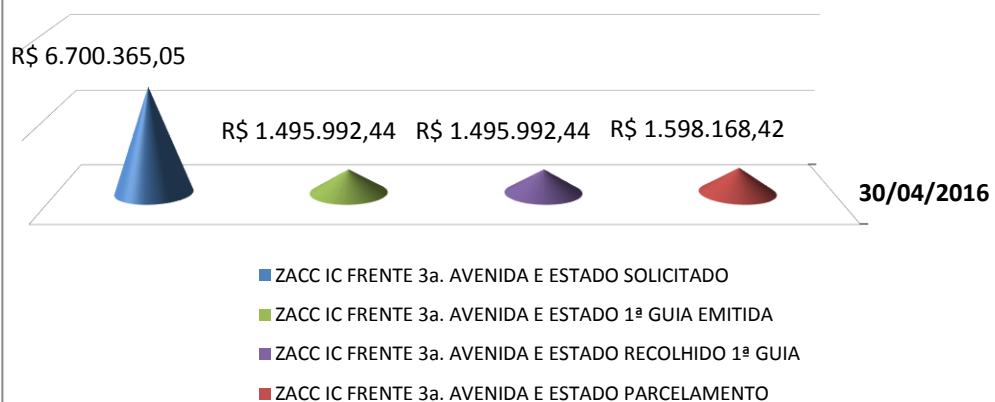 R$ 6.700.365,05
R$ 1.495.992,44 R$ 1.495.992,44 R$ 1.598.168,42
30/04/2016
ZACC IC FRENTE 3a. AVENIDA E ESTADO SOLICITADO
ZACC IC FRENTE 3a. AVENIDA E ESTADO 1ª GUIA EMITIDA
ZACC IC FRENTE 3a. AVENIDA E ESTADO RECOLHIDO 1ª GUIA
ZACC IC FRENTE 3a. AVENIDA E ESTADO PARCELAMENTO